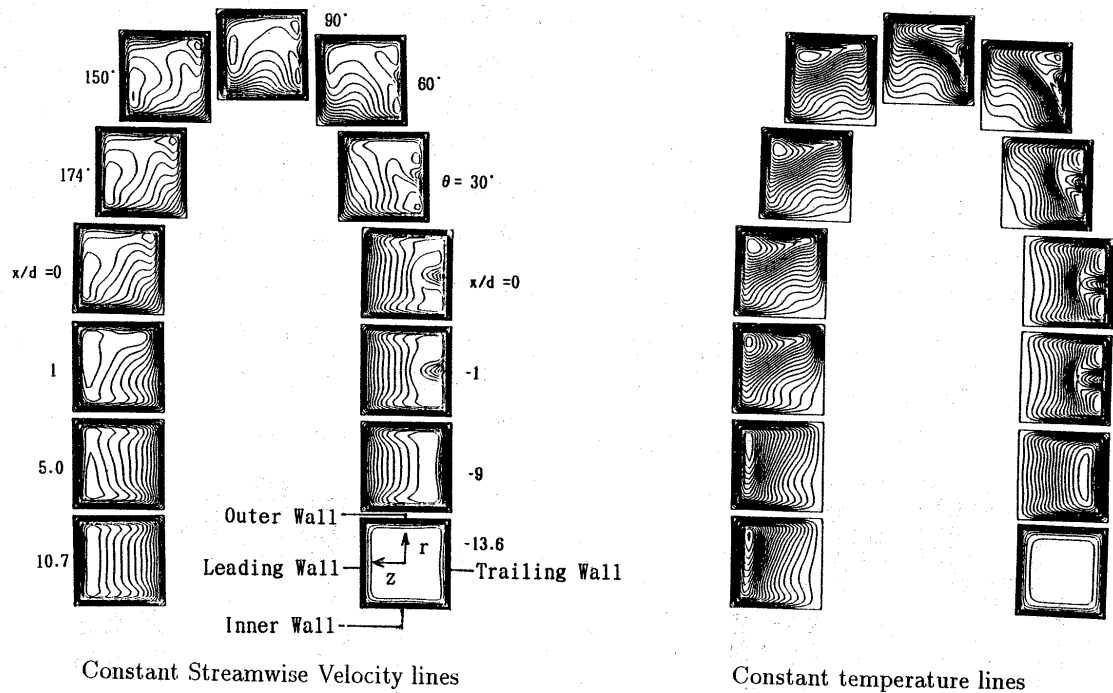 90°
150°
60°
174°
θ = 30°
x/d =0
x/d =0
1
-1
5.0
-9
Outer Wall
10.7
-13.6
r
Leading Wall
Z
Trailing Wall
Inner Wall
Constant Streamwise Velocity lines
Constant temperature lines